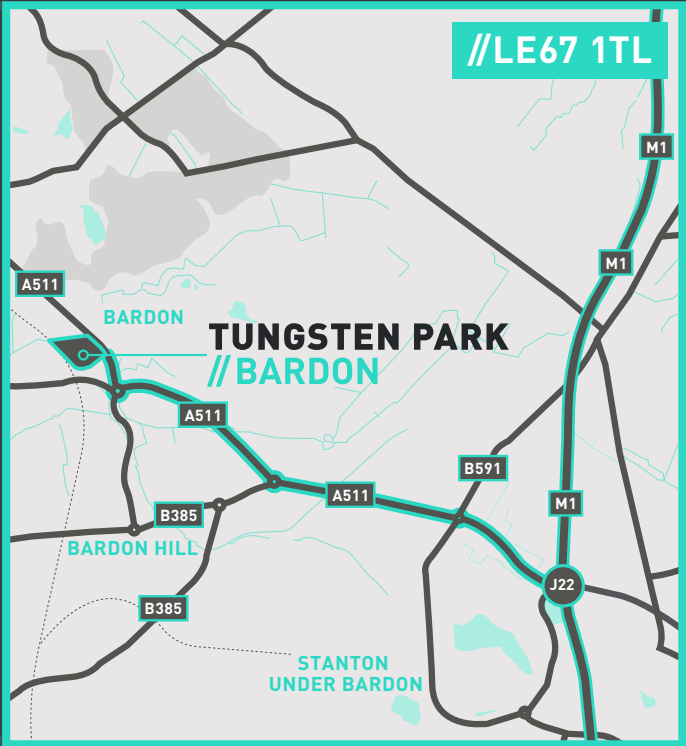 //LE67 1TL
M1
M1
A511
BARDON
TUNGSTEN PARK
//BARDON
A511
B591
A511
M1
B385
BARDON HILL
J22
B385
STANTON
UNDER BARDON